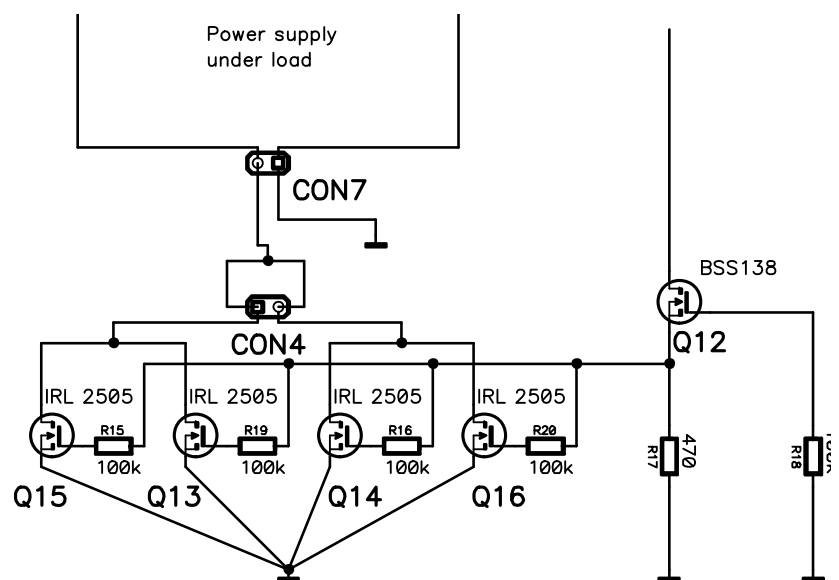 Power supply
under load
CON7
BSS138
Q12
CON4
IRL 2505
IRL 2505
IRL 2505
IRL 2505
R15
R19
R16
R20
100k
100k
100k
100k
R17
470
R18
Q15
Q13
Q14
Q16